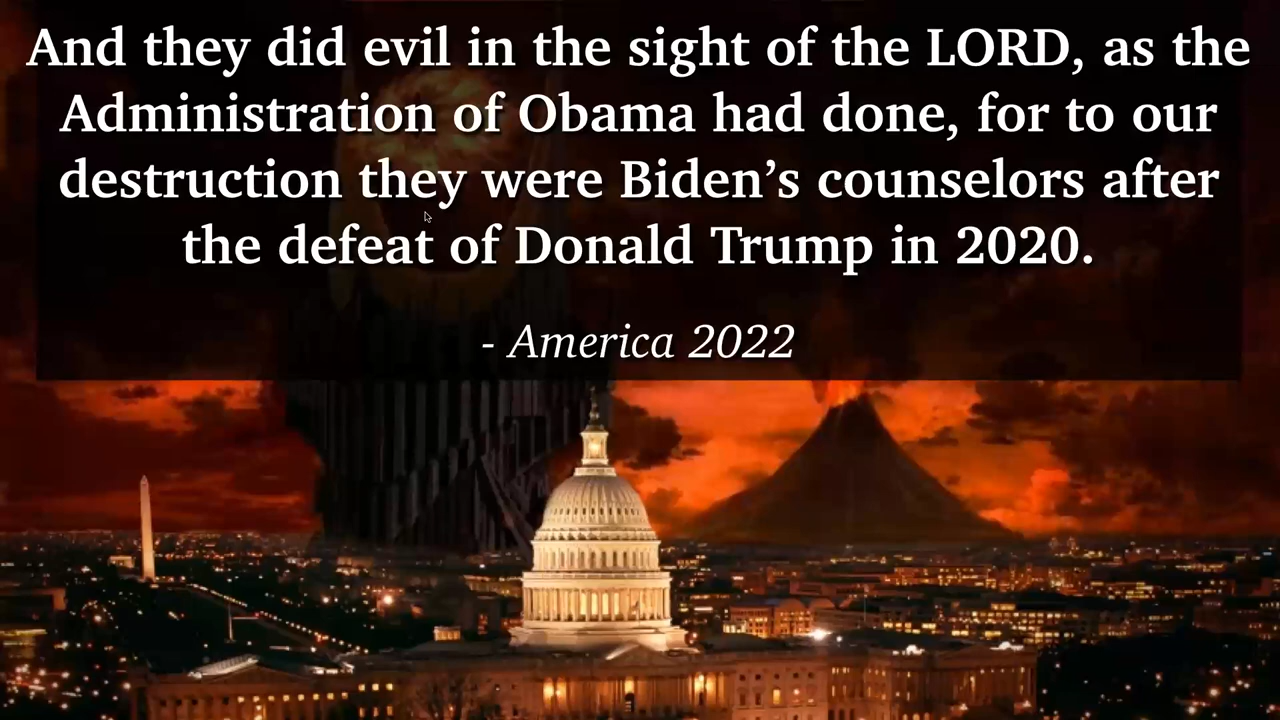 And they did evil in the sight of the LORD, as the
Administration of Obama had done, for to our
destruction they were Biden’s counselors after
the defeat of Donald Trump in 2020.
- America 2022